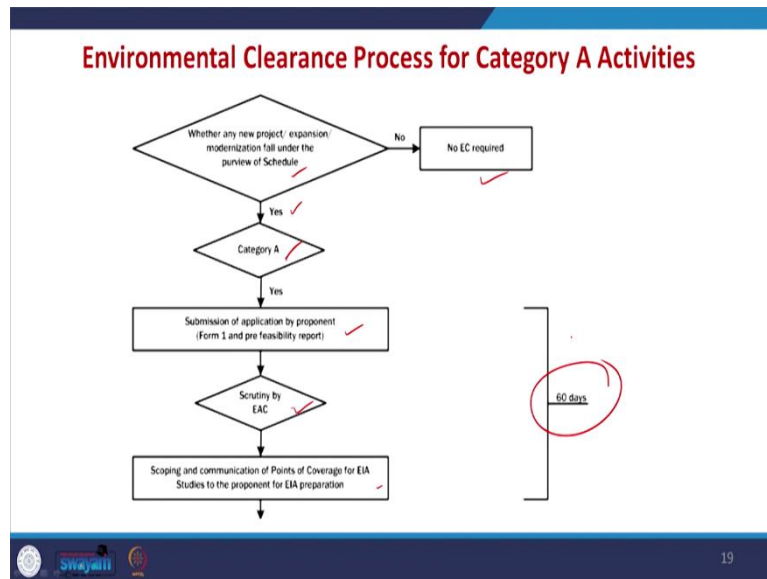 Environmental Clearance Process for Category A Activities
Whether any new project/ expansion/
modernization fall under the
purview of Schedule
No
No EC required
Yes
Category A
Yes
Submission of application by proponent
(Form 1 and pre feasibility report)
Scrutiny by
EAC
60 days
Scoping and communication of Points of Coverage for EIA
Studies to the proponent for EIA preparation
swayam
19